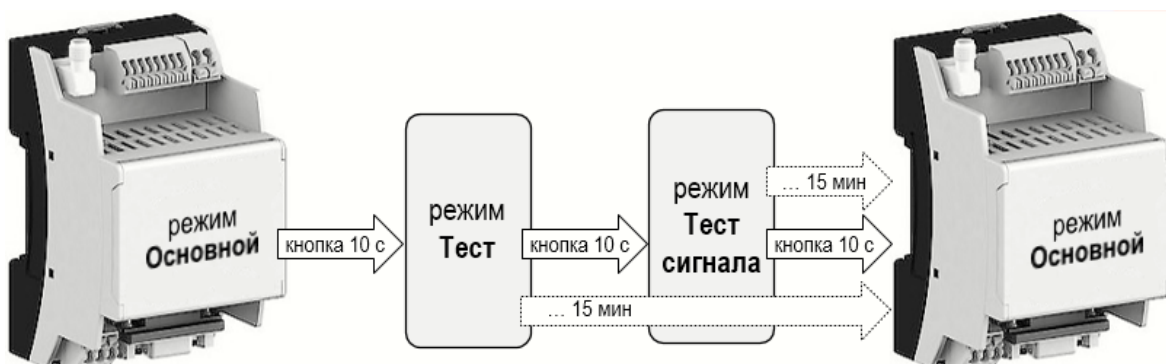 режим
Основной
кнопка 10 с
режим
Тест
кнопка 10 с
… 15 мин
режим
Тест
сигнала
… 15 мин
кнопка 10 с
режим
Основной